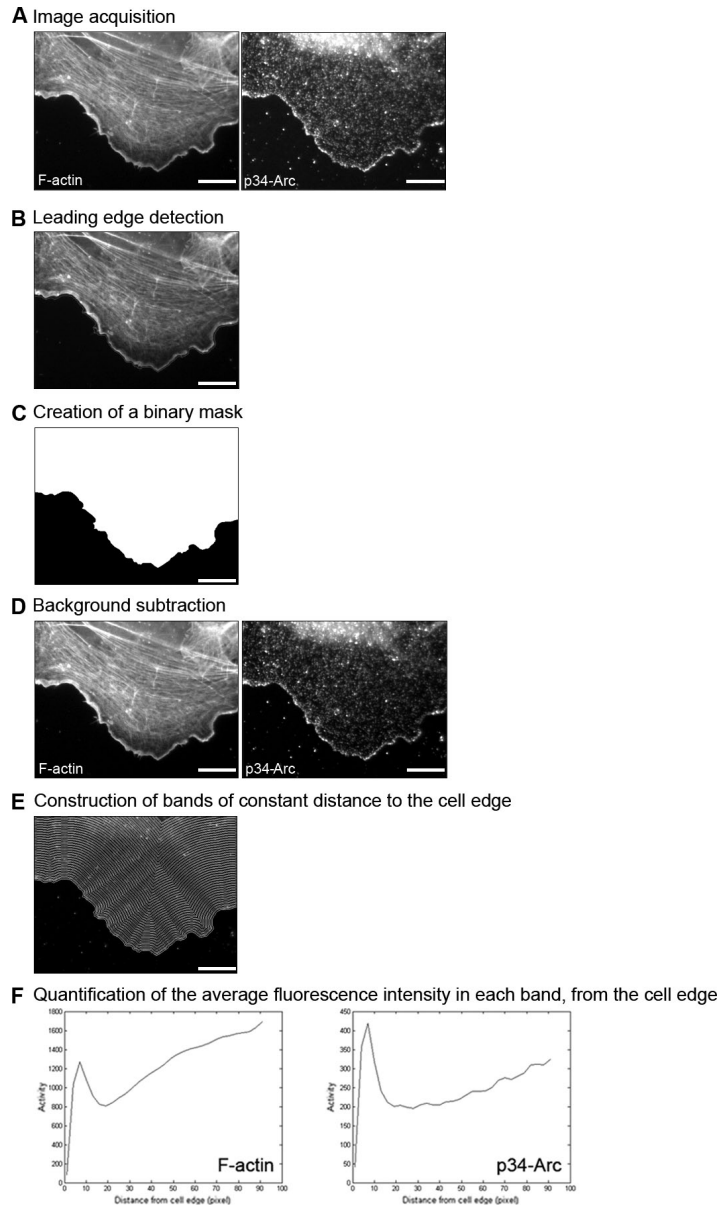 A Image acquisition
F-actin
p34-Arc
B Leading edge detection
C Creation of a binary mask
D Background subtraction
F-actin
p34-Arc
E Construction of bands of constant distance to the cell edge
F Quantification of the average fluorescence intensity in each band, from the cell edge
1800
1600
1400
1200
1000
800
600
400
200
0
Activity
0 10 20 30 40 50 60 70 80 90 100
Distance from cell edge (pixel)
F-actin
450
400
350
300
250
200
150
100
50
0
Activity
0 10 20 30 40 50 60 70 80 90 100
Distance from cell edge (pixel)
p34-Arc